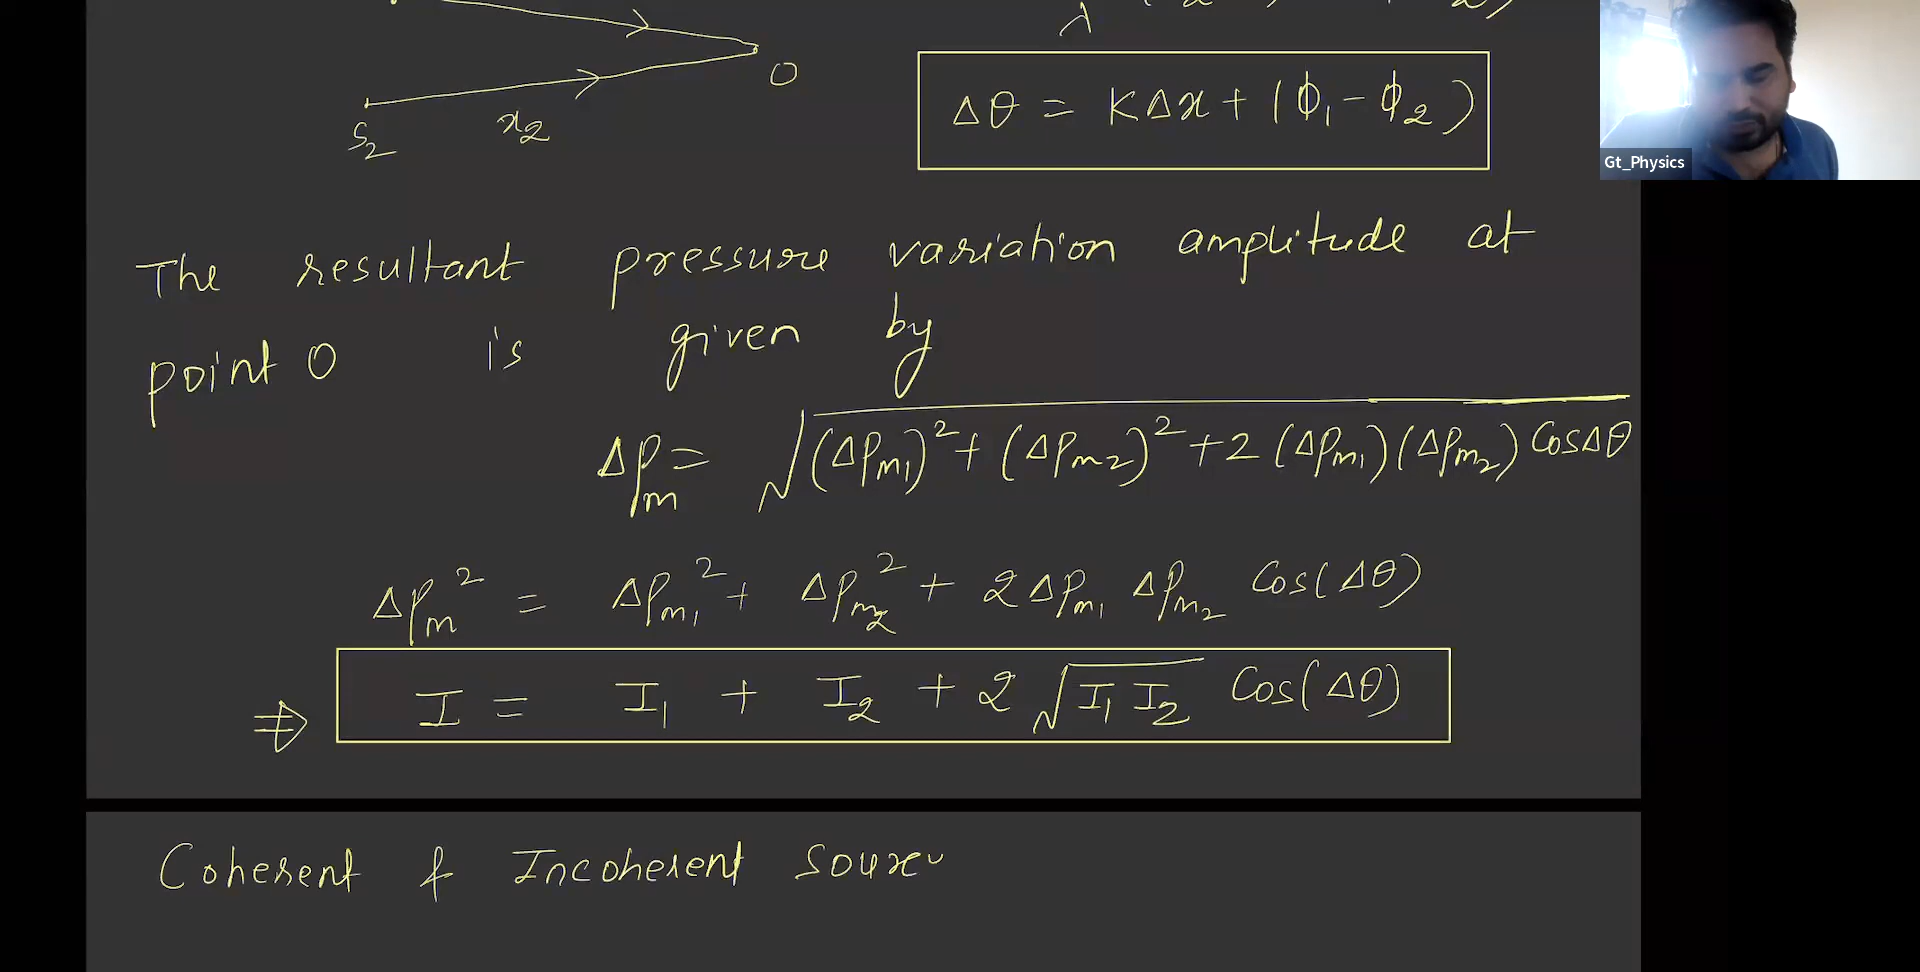 O
S₂
x₂
λ
Δθ = KΔx + (Φ₁ - Φ₂)
Gt_Physics
The resultant pressure variation amplitude at
point O is given by
ΔPm = √((ΔPm₁)² + (ΔPm₂)² + 2(ΔPm₁)(ΔPm₂) CosΔθ)
ΔPm² = ΔPm₁² + ΔPm₂² + 2ΔPm₁ ΔPm₂ Cos(Δθ)
⇒ I = I₁ + I₂ + 2√(I₁ I₂) Cos(Δθ)
Coherent & Incoherent